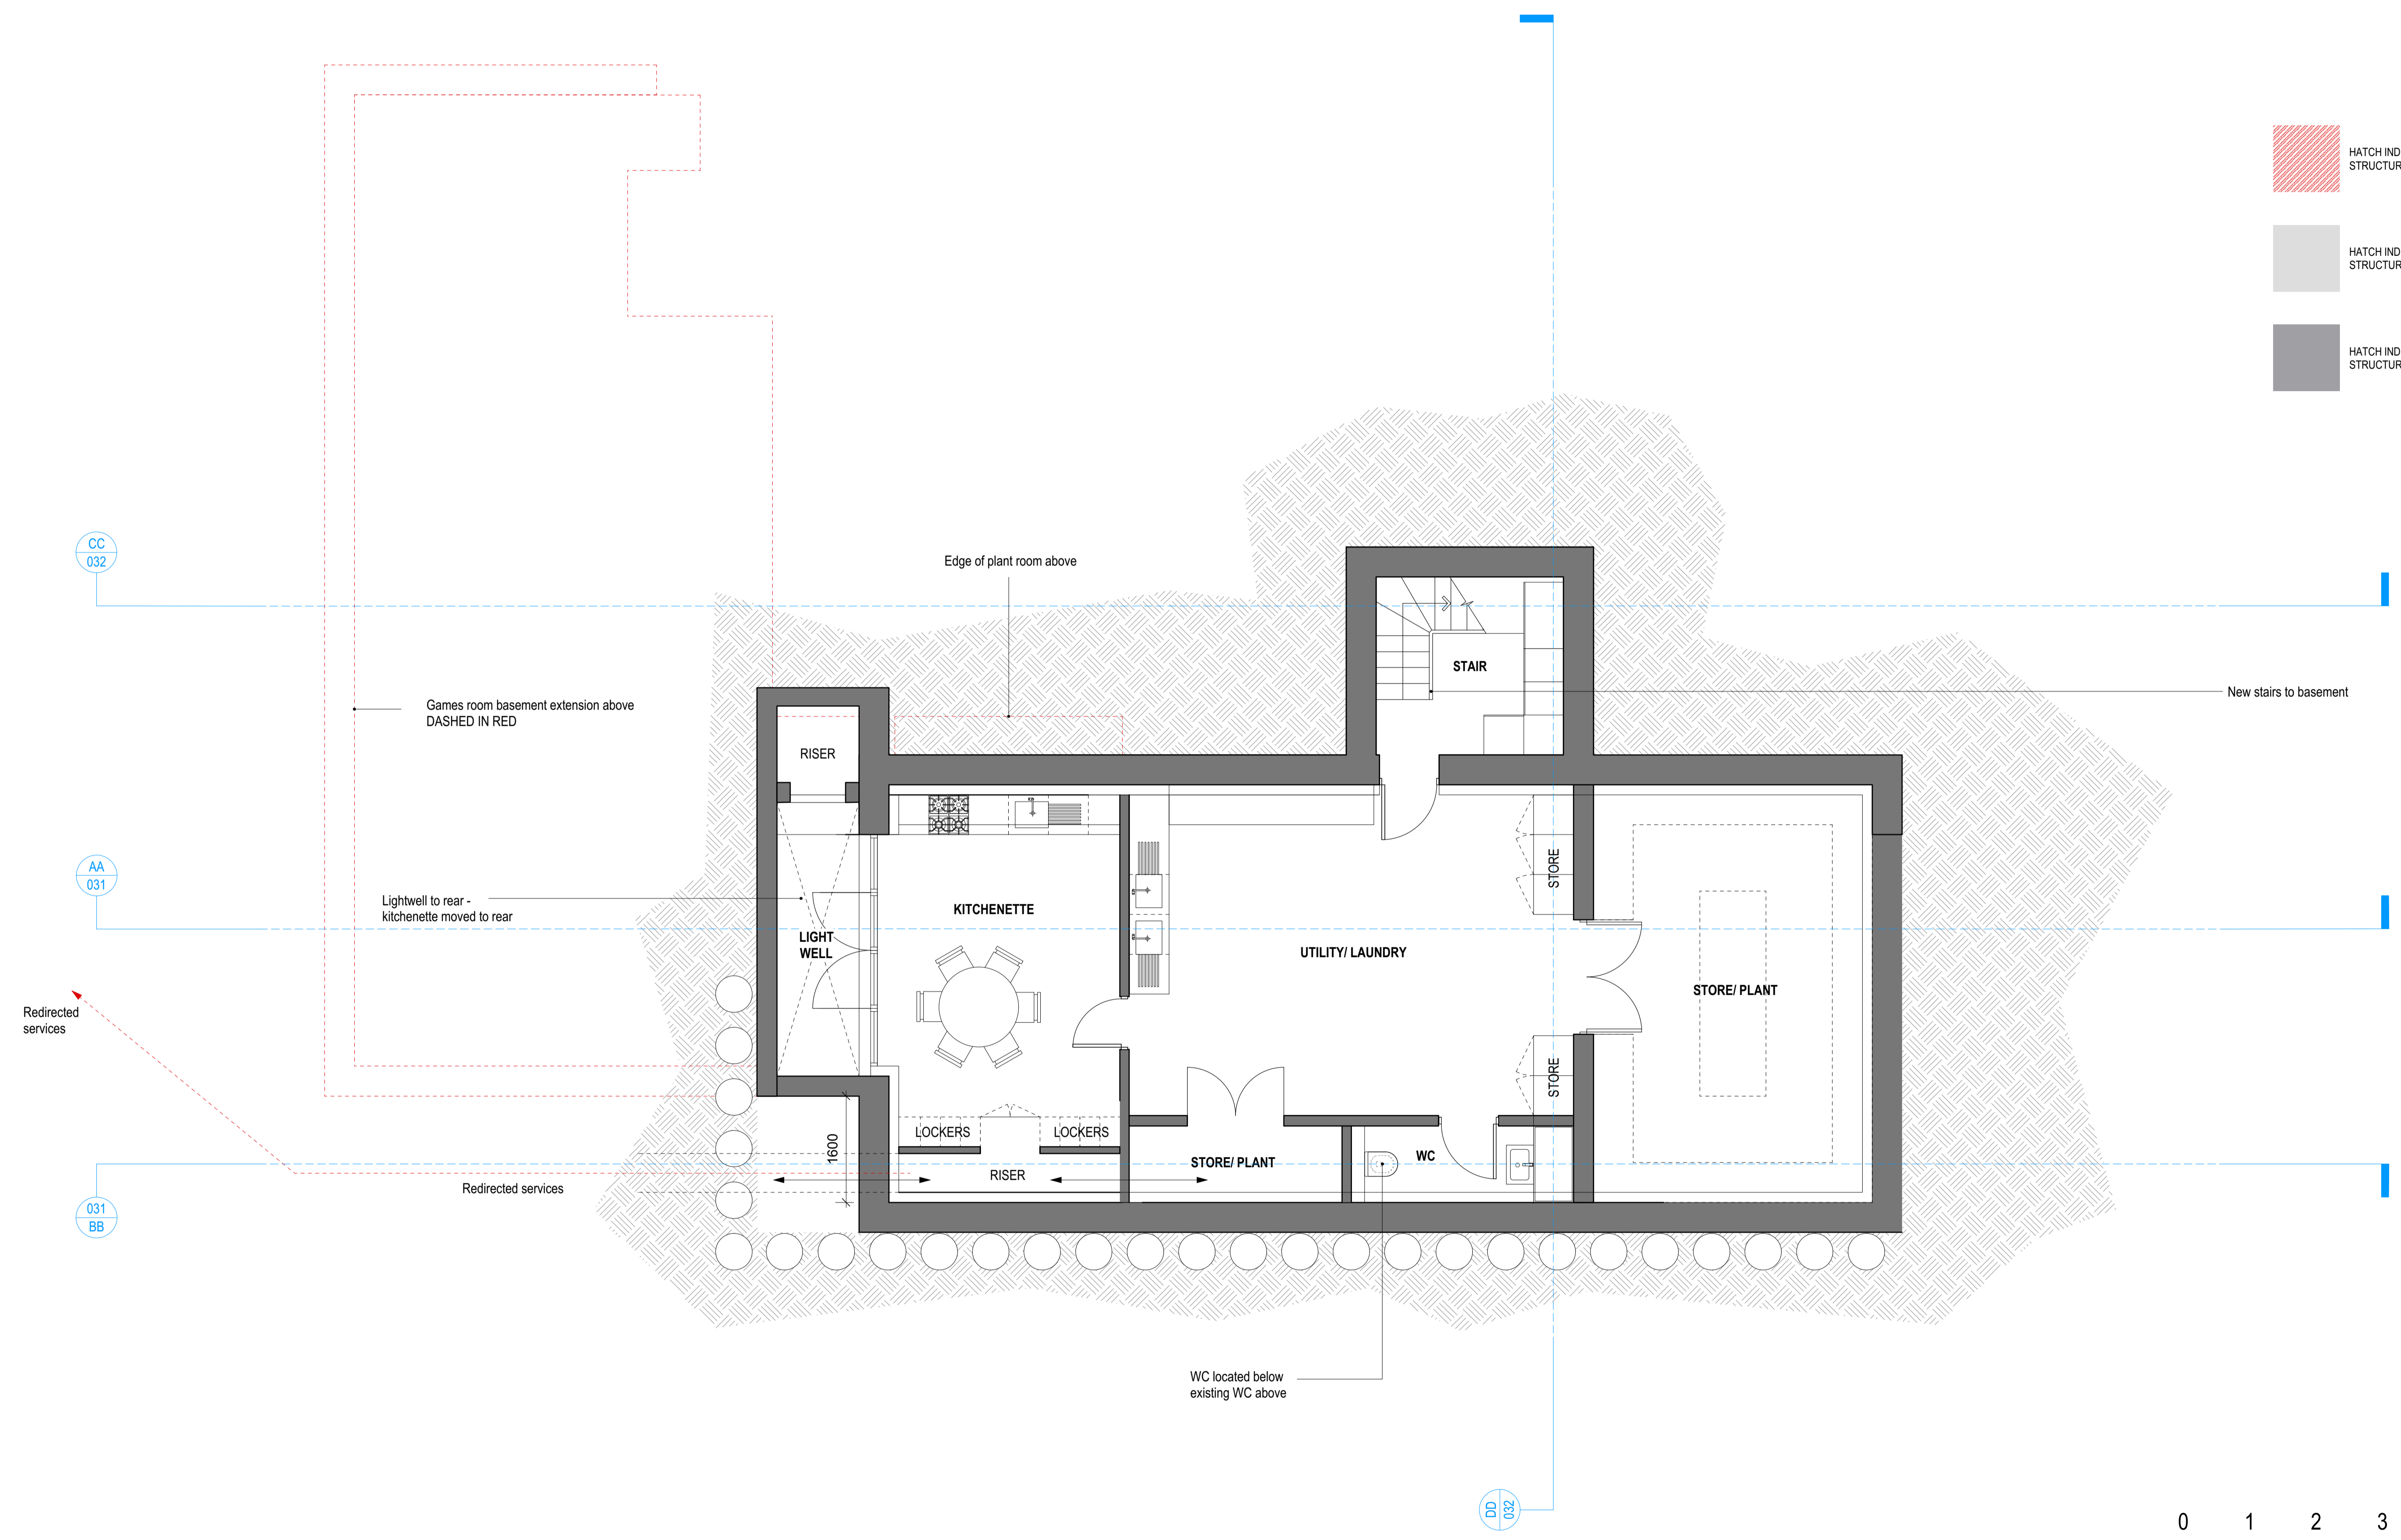 HATCH IND
STRUCTUR
HATCH IND
STRUCTUR
HATCH IND
STRUCTUR
CC
032
Edge of plant room above
STAIR
New stairs to basement
Games room basement extension above
DASHED IN RED
RISER
AA
031
STORE
Lightwell to rear -
kitchenette moved to rear
KITCHENETTE
LIGHT
WELL
UTILITY/ LAUNDRY
STORE/ PLANT
Redirected
services
STORE
LOCKERS
LOCKERS
1600
STORE/ PLANT
WC
RISER
Redirected services
031
BB
WC located below
existing WC above
DD
032
0 1 2 3